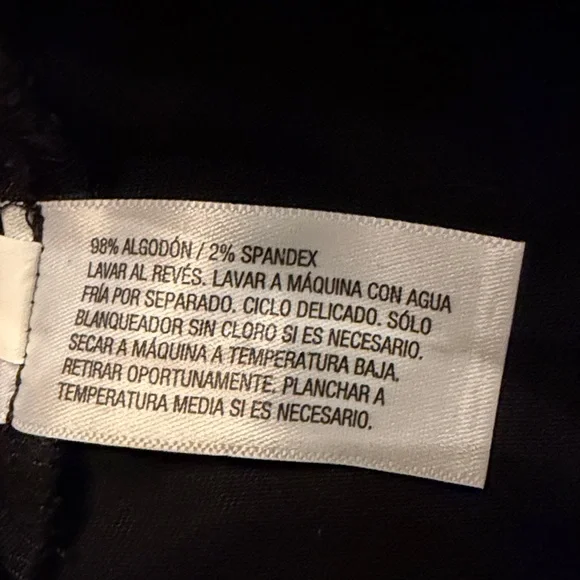 98% ALGODÓN / 2% SPANDEX
LAVAR AL REVÉS. LAVAR A MÁQUINA CON AGUA
FRÍA POR SEPARADO. CICLO DELICADO. SÓLO
BLANQUEADOR SIN CLORO SI ES NECESARIO.
SECAR A MÁQUINA A TEMPERATURA BAJA.
RETIRAR OPORTUNAMENTE. PLANCHAR A
TEMPERATURA MEDIA SI ES NECESARIO.